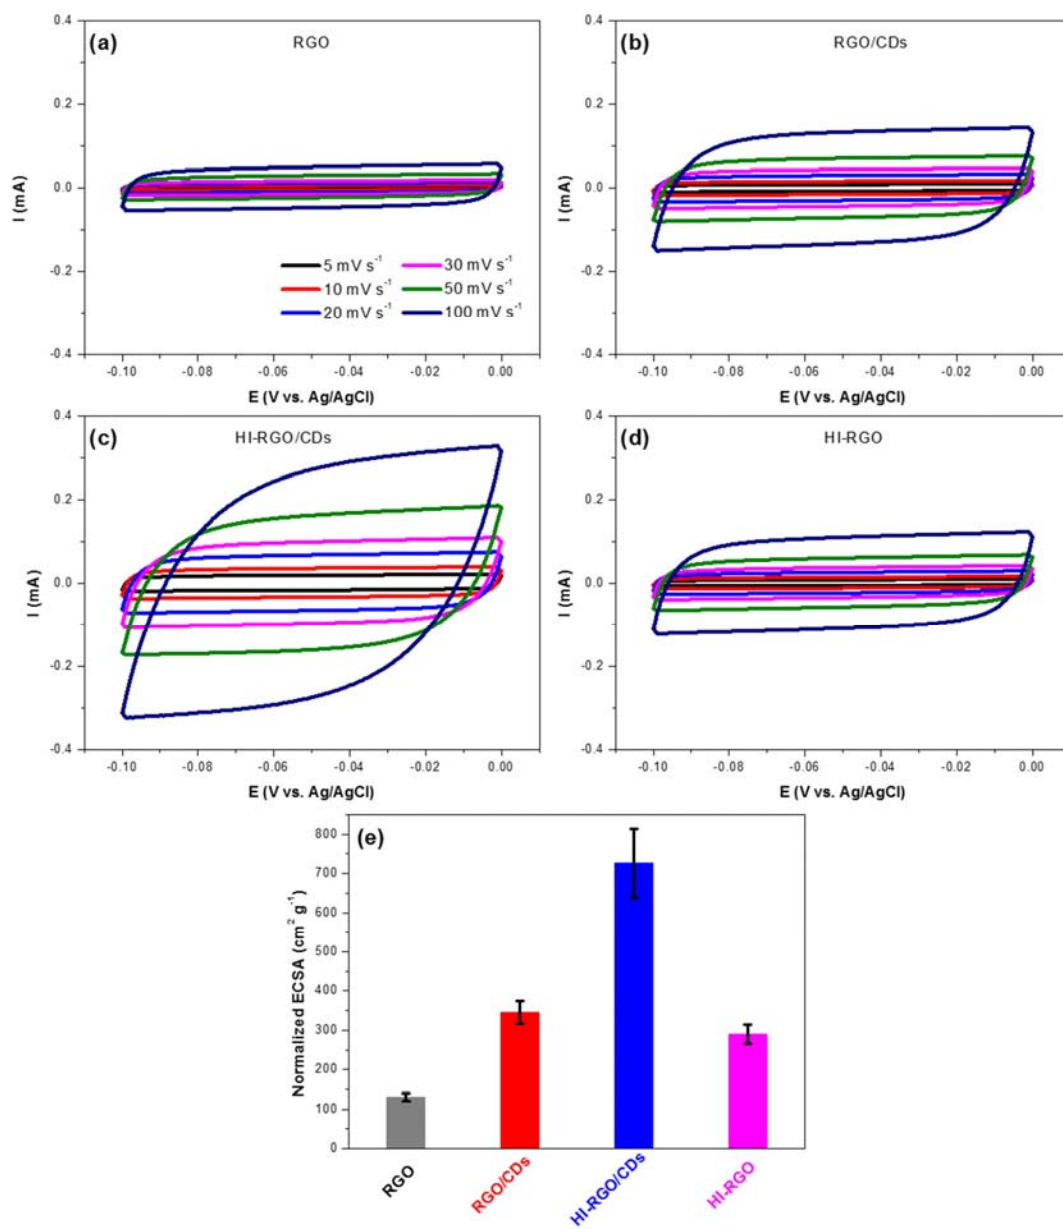 (a) RGO
0.4
0.2
0.0
-0.2
-0.4
I (mA)
5 mV s⁻¹ 30 mV s⁻¹
10 mV s⁻¹ 50 mV s⁻¹
20 mV s⁻¹ 100 mV s⁻¹
-0.10 -0.08 -0.06 -0.04 -0.02 0.00
E (V vs. Ag/AgCl)
(b) RGO/CDs
0.4
0.2
0.0
-0.2
-0.4
I (mA)
-0.10 -0.08 -0.06 -0.04 -0.02 0.00
E (V vs. Ag/AgCl)
(c) HI-RGO/CDs
0.4
0.2
0.0
-0.2
-0.4
I (mA)
-0.10 -0.08 -0.06 -0.04 -0.02 0.00
E (V vs. Ag/AgCl)
(d) HI-RGO
0.4
0.2
0.0
-0.2
-0.4
I (mA)
-0.10 -0.08 -0.06 -0.04 -0.02 0.00
E (V vs. Ag/AgCl)
(e)
800
700
600
500
400
300
200
100
0
Normalized ECSA (cm² g⁻¹)
RGO
RGO/CDs
HI-RGO/CDs
HI-RGO